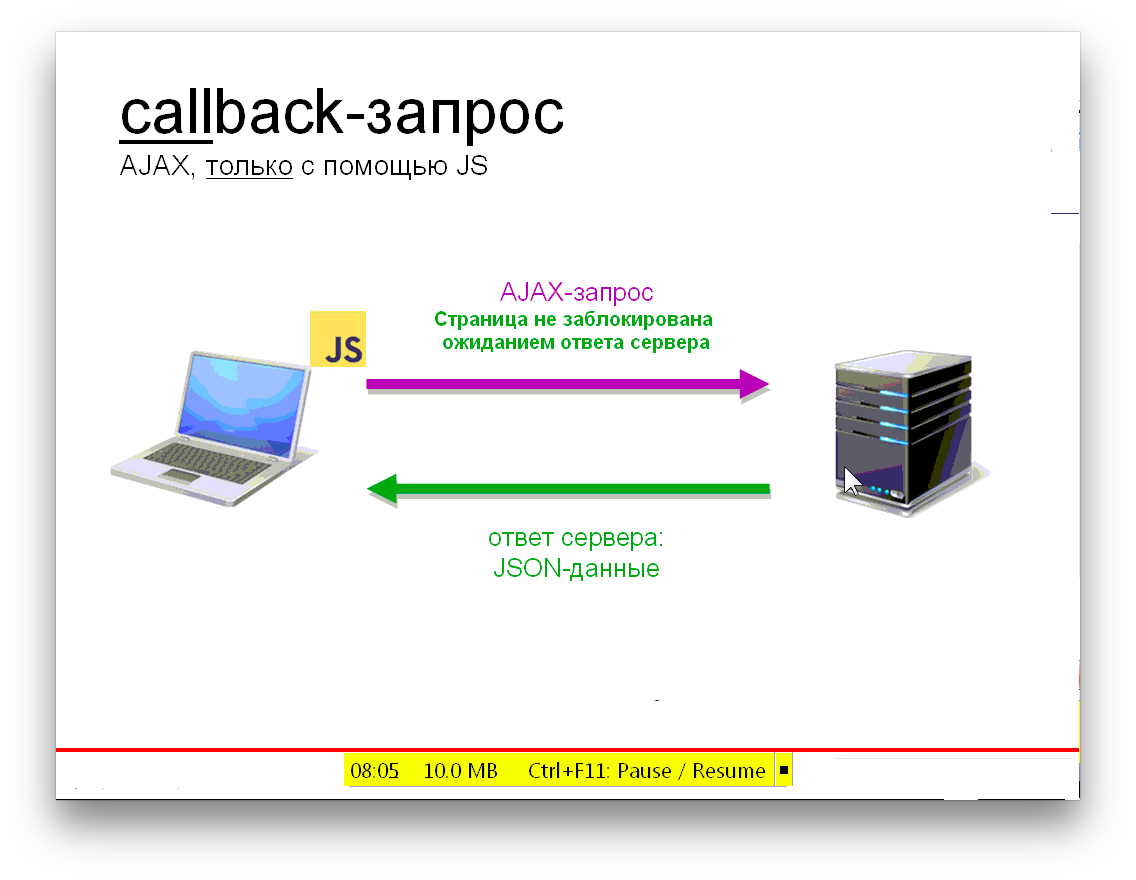 callback-запрос
AJAX, только с помощью JS
AJAX-запрос
Страница не заблокирована
ожиданием ответа сервера
JS
ответ сервера:
JSON-данные
08:05 10.0 MB Ctrl+F11: Pause / Resume